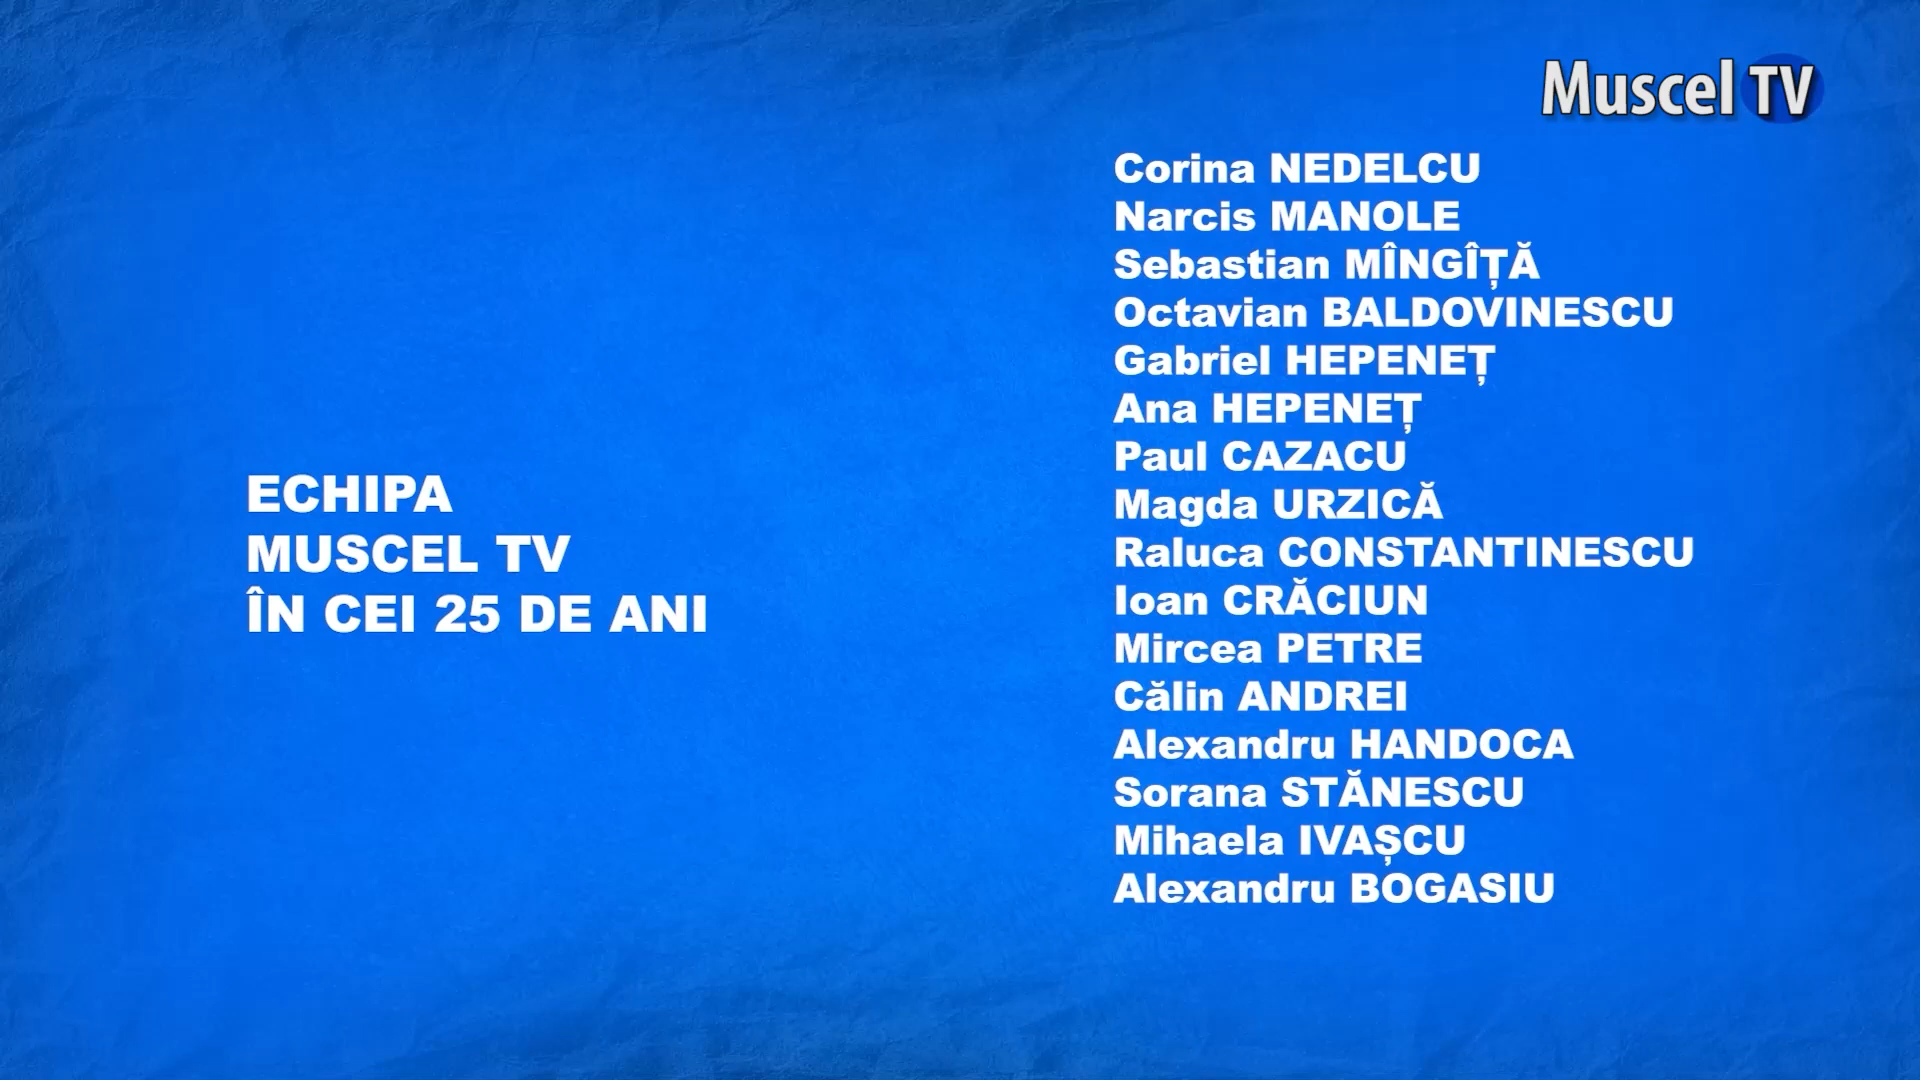 Muscel TV
ECHIPA
MUSCEL TV
ÎN CEI 25 DE ANI
Corina NEDELCU
Narcis MANOLE
Sebastian MÎNGÎȚĂ
Octavian BALDOVINESCU
Gabriel HEPENEȚ
Ana HEPENEȚ
Paul CAZACU
Magda URZICĂ
Raluca CONSTANTINESCU
Ioan CRĂCIUN
Mircea PETRE
Călin ANDREI
Alexandru HANDOCA
Sorana STĂNESCU
Mihaela IVAȘCU
Alexandru BOGASIU